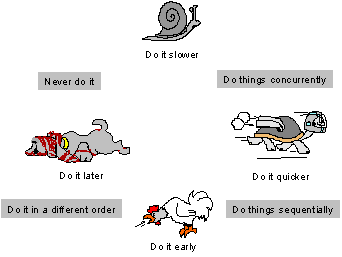 Do it slower
Never do it
Do things concurrently
Do it later
Do it quicker
Do it in a different order
Do things sequentially
Do it early